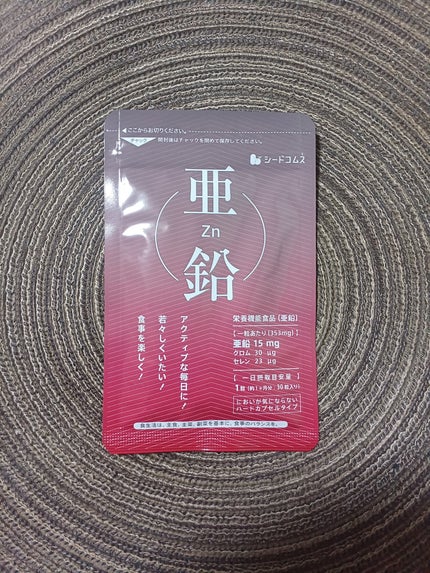 ここからお切りください。
チャック
開封後はチャックを閉めて保存してください。
シードコムス
亜鉛
Zn
アクティブな毎日に!
若々しくいたい!
食事を楽しく!
栄養機能食品(亜鉛)
【一粒あたり(353mg)】
亜鉛 15 mg
クロム 30 μg
セレン 23 μg
【一日摂取目安量】
1粒(約1ヶ月分:30粒入り)
においが気にならない
ハードカプセルタイプ
食生活は、主食、主菜、副菜を基本に、食事のバランスを。